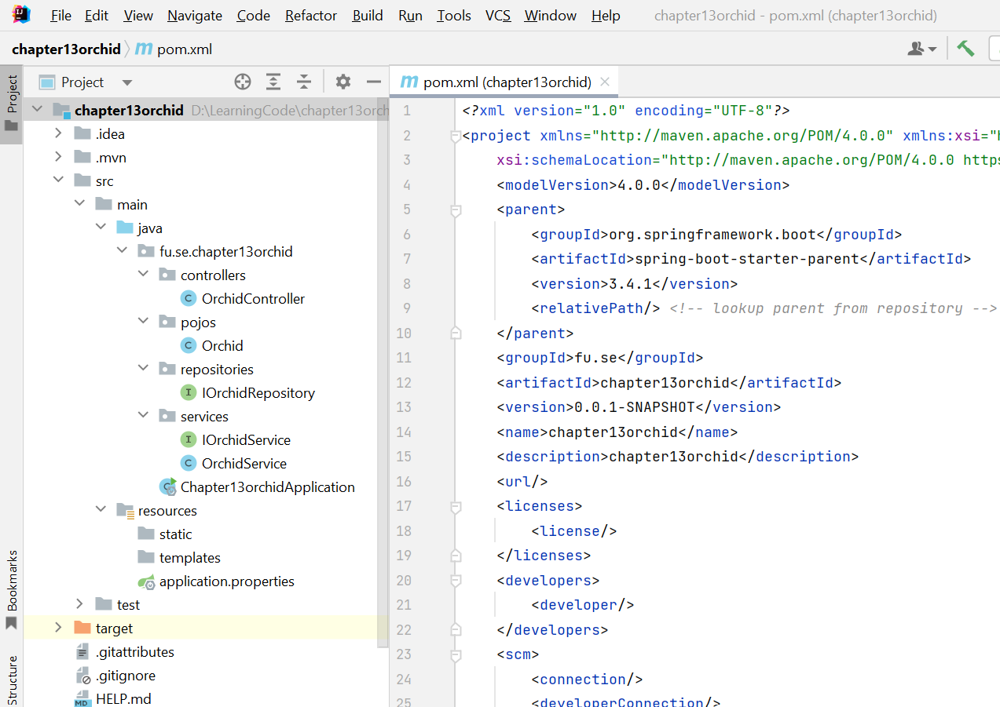 File Edit View Navigate Code Refactor Build Run Tools VCS Window Help chapter13orchid - pom.xml (chapter13orchid)
chapter13orchid m pom.xml
Project
Project
chapter13orchid D:\LearningCode\chapter13orch
.idea
.mvn
src
main
java
fu.se.chapter13orchid
controllers
C OrchidController
pojos
C Orchid
repositories
I IOrchidRepository
services
I IOrchidService
C OrchidService
Chapter13orchidApplication
resources
static
templates
application.properties
test
target
.gitattributes
.gitignore
MD HELP.md
Bookmarks
Structure
m pom.xml (chapter13orchid)
1 <?xml version="1.0" encoding="UTF-8"?>
2 <project xmlns="http://maven.apache.org/POM/4.0.0" xmlns:xsi="h
3 xsi:schemaLocation="http://maven.apache.org/POM/4.0.0 https
4 <modelVersion>4.0.0</modelVersion>
5 <parent>
6 <groupId>org.springframework.boot</groupId>
7 <artifactId>spring-boot-starter-parent</artifactId>
8 <version>3.4.1</version>
9 <relativePath/> <!-- lookup parent from repository -->
10 </parent>
11 <groupId>fu.se</groupId>
12 <artifactId>chapter13orchid</artifactId>
13 <version>0.0.1-SNAPSHOT</version>
14 <name>chapter13orchid</name>
15 <description>chapter13orchid</description>
16 <url/>
17 <licenses>
18 <license/>
19 </licenses>
20 <developers>
21 <developer/>
22 </developers>
23 <scm>
24 <connection/>
25 <developerConnection/>